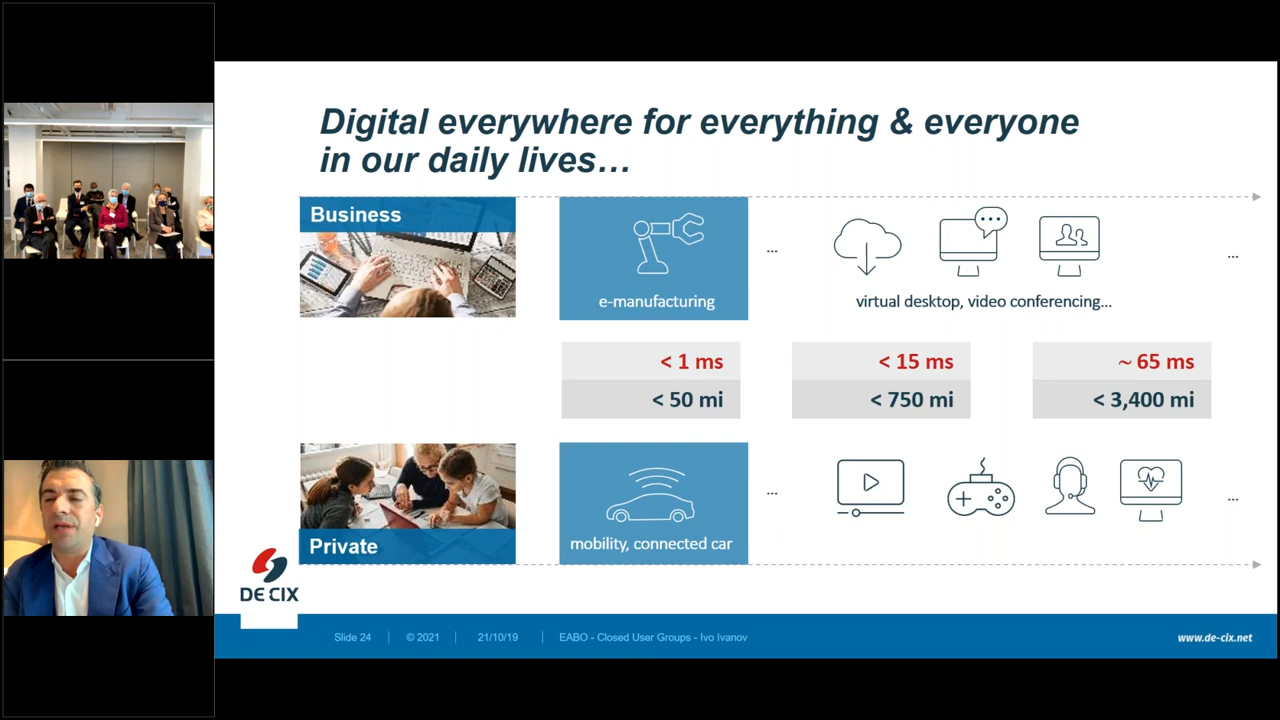 Digital everywhere for everything & everyone
in our daily lives…
Business
e-manufacturing
...
virtual desktop, video conferencing...
...
< 1 ms
< 50 mi
< 15 ms
< 750 mi
~ 65 ms
< 3,400 mi
Private
mobility, connected car
...
...
DE CIX
Slide 24 | © 2021 | 21/10/19 | EABO - Closed User Groups - Ivo Ivanov
www.de-cix.net